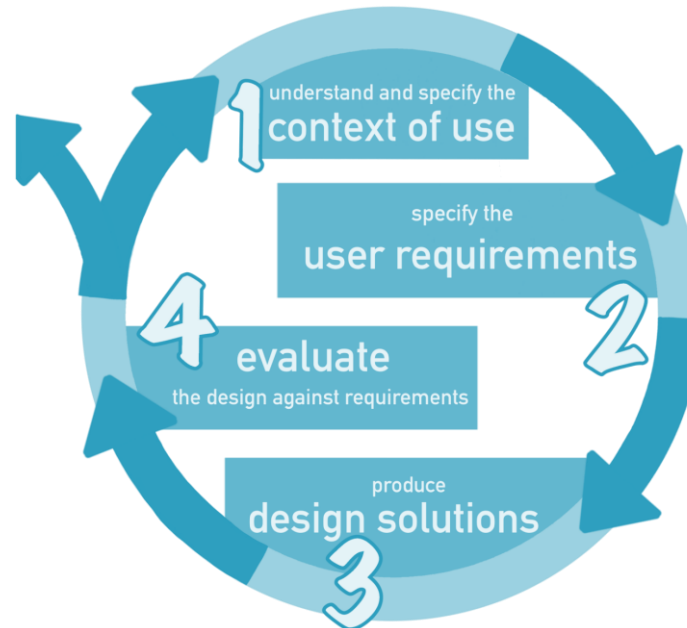 1
understand and specify the
context of use
specify the
user requirements
2
4
evaluate
the design against requirements
produce
design solutions
3